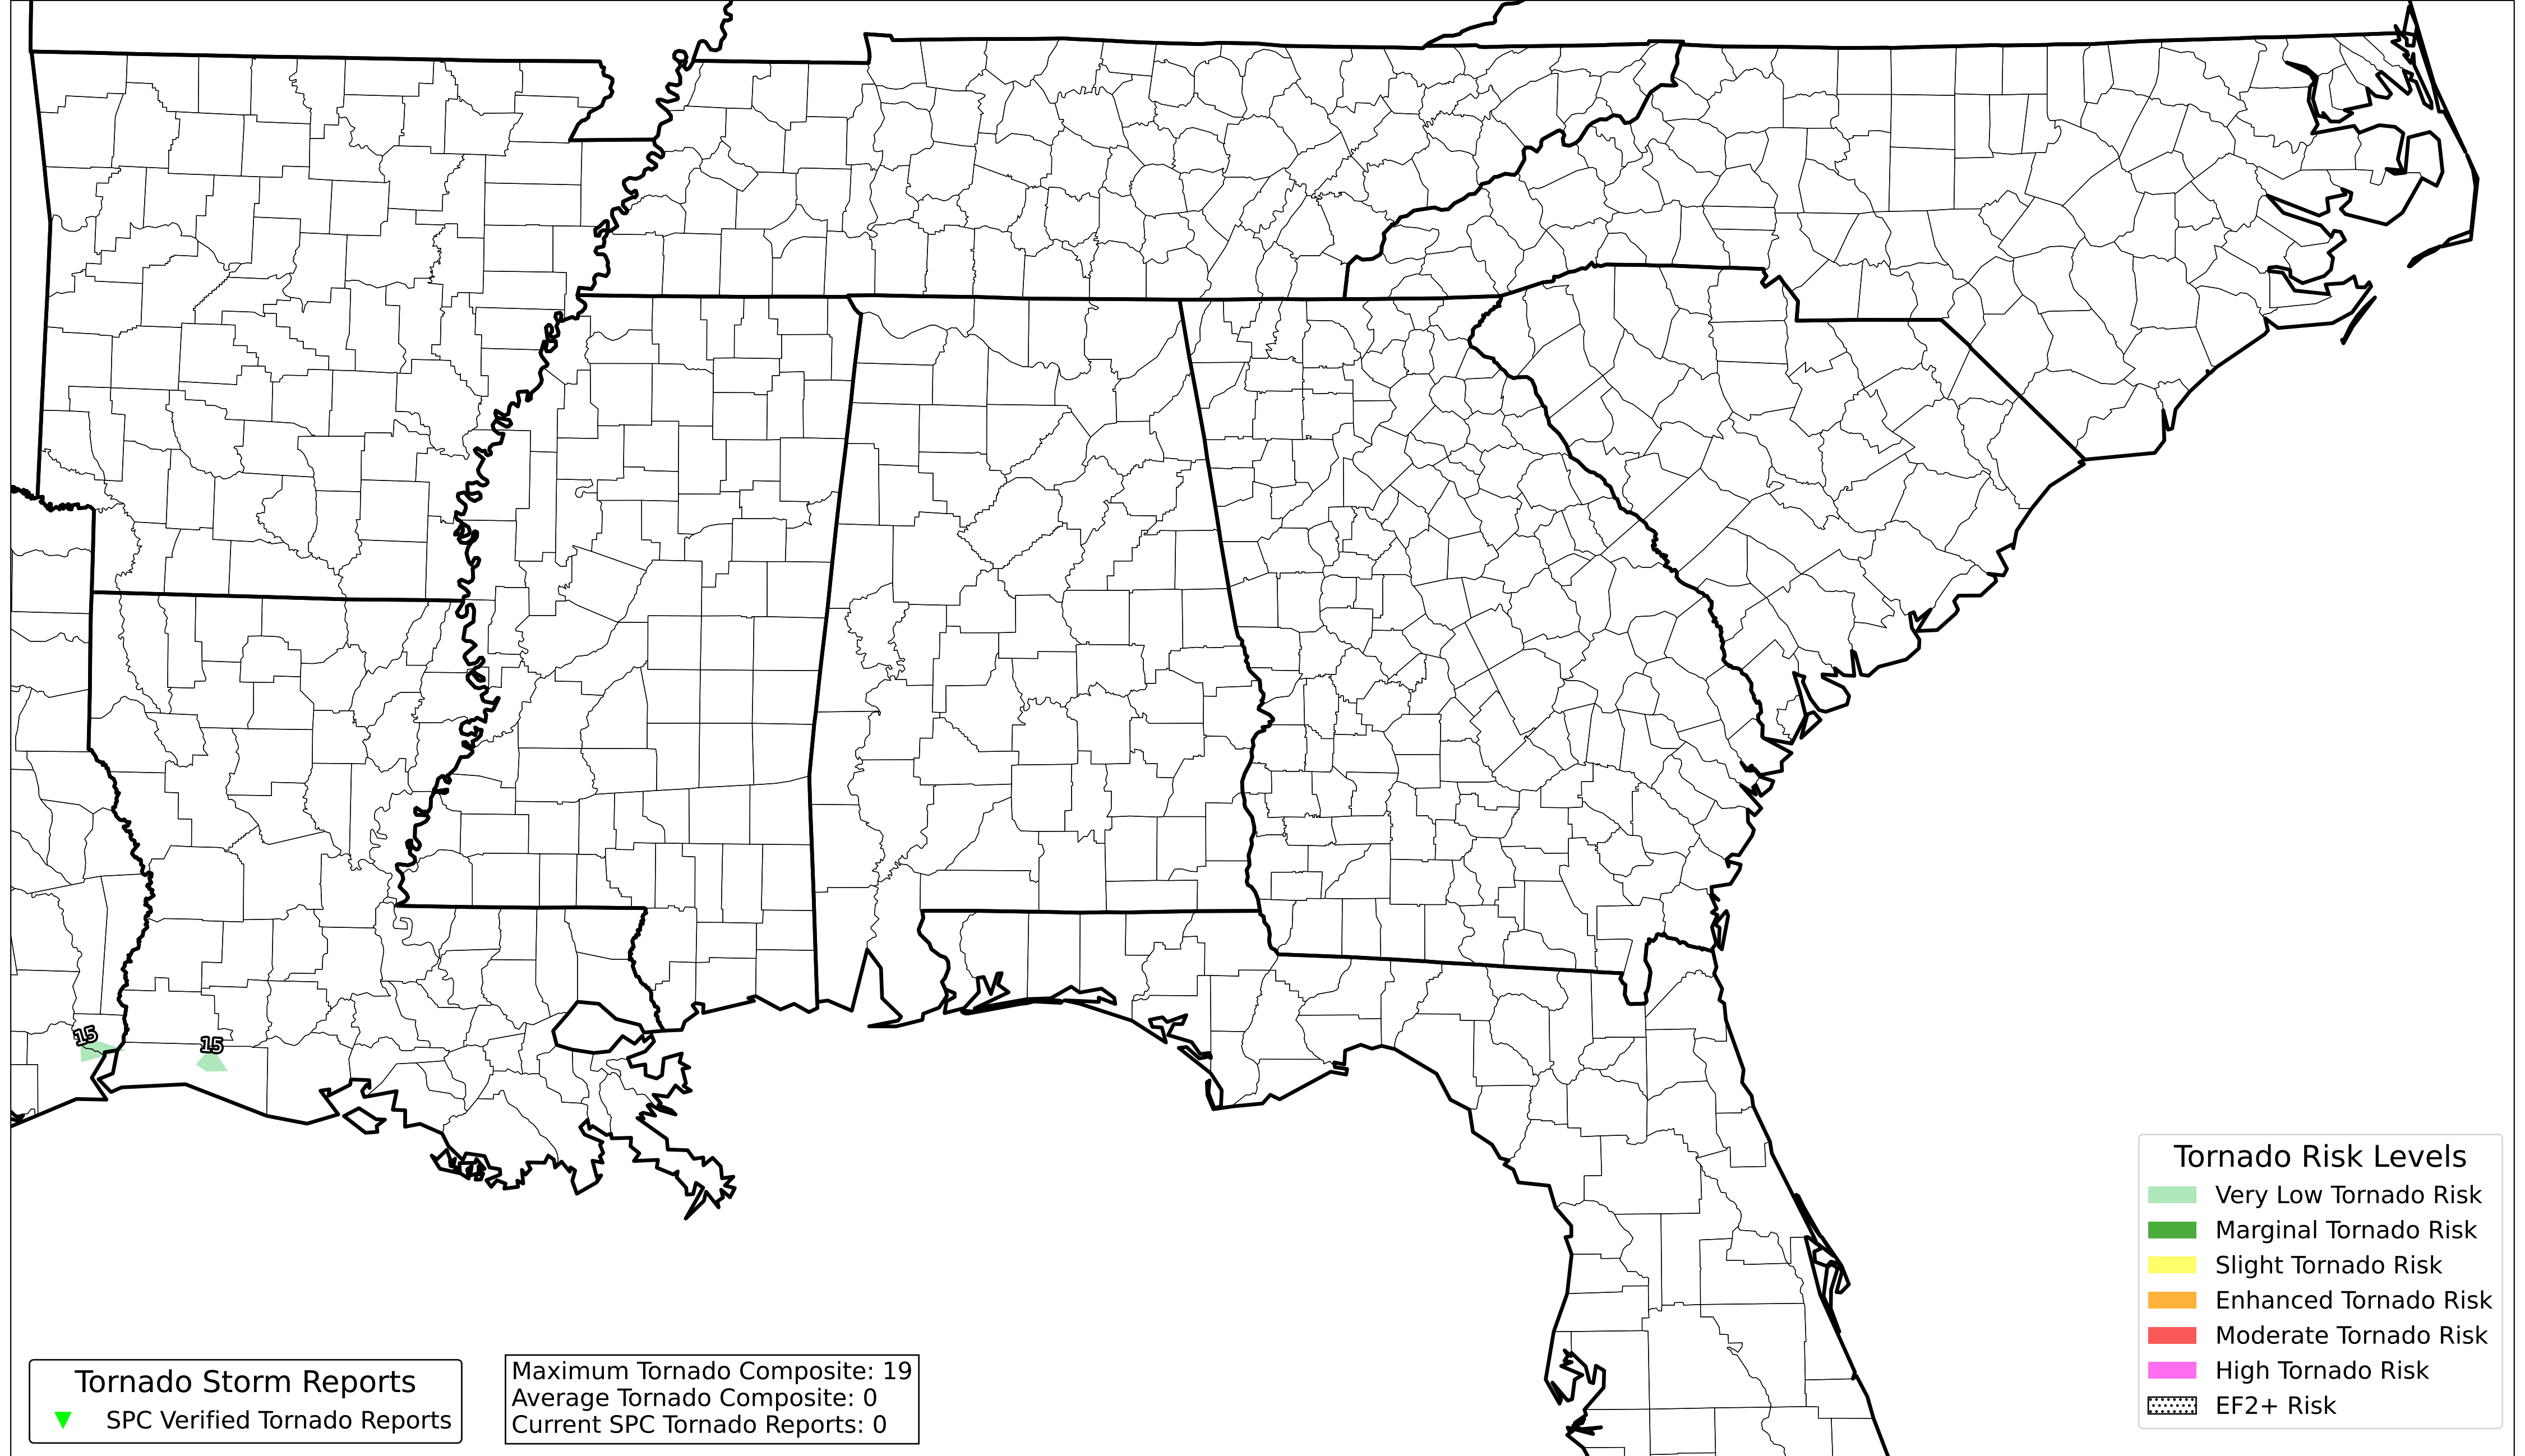 15
15
Tornado Risk Levels
Very Low Tornado Risk
Marginal Tornado Risk
Slight Tornado Risk
Enhanced Tornado Risk
Moderate Tornado Risk
High Tornado Risk
EF2+ Risk
Tornado Storm Reports
SPC Verified Tornado Reports
Maximum Tornado Composite: 19
Average Tornado Composite: 0
Current SPC Tornado Reports: 0